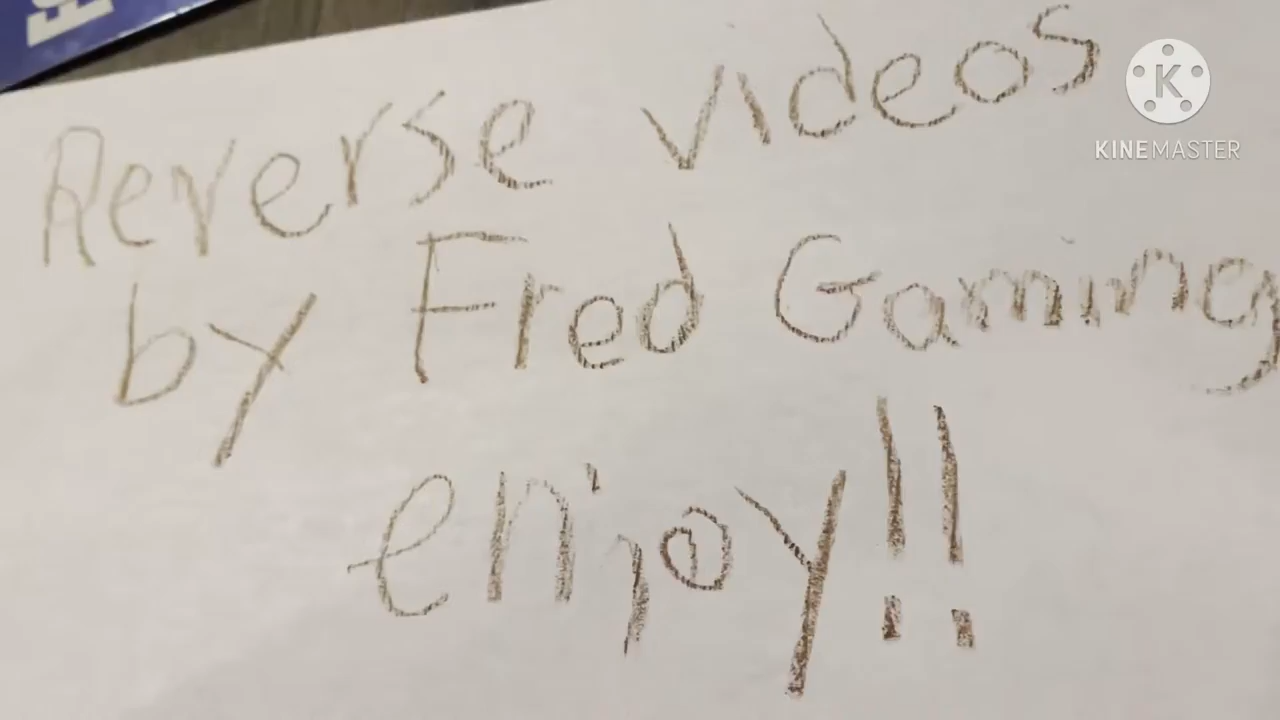 Reverse videos
by Fred Gaming
enjoy!!
K
KINEMASTER